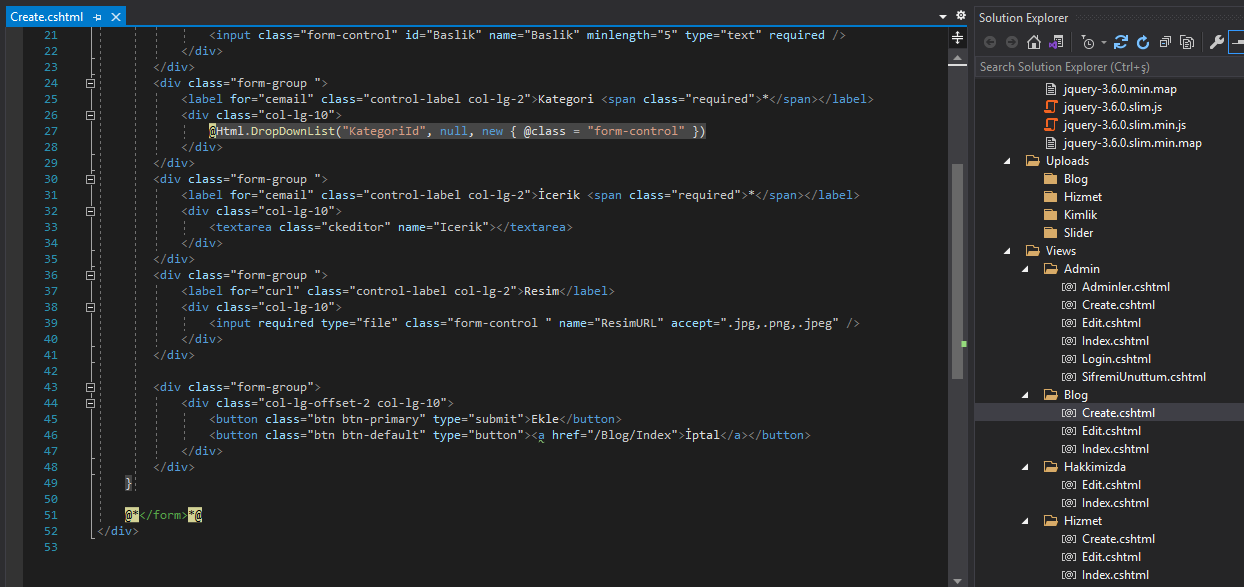 Create.cshtml
21 <input class="form-control" id="Baslik" name="Baslik" minlength="5" type="text" required />
22 </div>
23 </div>
24 <div class="form-group ">
25 <label for="cemail" class="control-label col-lg-2">Kategori <span class="required">*</span></label>
26 <div class="col-lg-10">
27 @Html.DropDownList("KategoriId", null, new { @class = "form-control" })
28 </div>
29 </div>
30 <div class="form-group ">
31 <label for="cemail" class="control-label col-lg-2">İcerik <span class="required">*</span></label>
32 <div class="col-lg-10">
33 <textarea class="ckeditor" name="Icerik"></textarea>
34 </div>
35 </div>
36 <div class="form-group ">
37 <label for="curl" class="control-label col-lg-2">Resim</label>
38 <div class="col-lg-10">
39 <input required type="file" class="form-control " name="ResimURL" accept=".jpg,.png,.jpeg" />
40 </div>
41 </div>
42
43 <div class="form-group">
44 <div class="col-lg-offset-2 col-lg-10">
45 <button class="btn btn-primary" type="submit">Ekle</button>
46 <button class="btn btn-default" type="button"><a href="/Blog/Index">İptal</a></button>
47 </div>
48 </div>
49 }
50
51 @*</form>*@
52 </div>
53
Solution Explorer
Search Solution Explorer (Ctrl+ş)
jquery-3.6.0.min.map
jquery-3.6.0.slim.js
jquery-3.6.0.slim.min.js
jquery-3.6.0.slim.min.map
Uploads
Blog
Hizmet
Kimlik
Slider
Views
Admin
Adminler.cshtml
Create.cshtml
Edit.cshtml
Index.cshtml
Login.cshtml
SifremiUnuttum.cshtml
Blog
Create.cshtml
Edit.cshtml
Index.cshtml
Hakkimizda
Edit.cshtml
Index.cshtml
Hizmet
Create.cshtml
Edit.cshtml
Index.cshtml